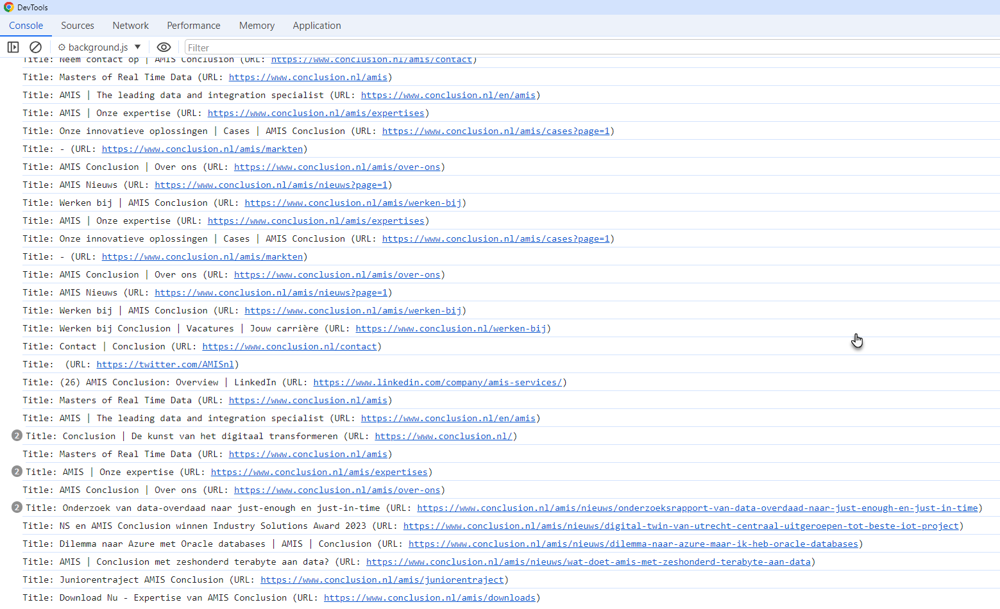 DevTools
Console Sources Network Performance Memory Application
background.js ▼ Filter
Title: Neem contact op | AMIS Conclusion (URL: https://www.conclusion.nl/amis/contact)
Title: Masters of Real Time Data (URL: https://www.conclusion.nl/amis)
Title: AMIS | The leading data and integration specialist (URL: https://www.conclusion.nl/en/amis)
Title: AMIS | Onze expertise (URL: https://www.conclusion.nl/amis/expertises)
Title: Onze innovatieve oplossingen | Cases | AMIS Conclusion (URL: https://www.conclusion.nl/amis/cases?page=1)
Title: - (URL: https://www.conclusion.nl/amis/markten)
Title: AMIS Conclusion | Over ons (URL: https://www.conclusion.nl/amis/over-ons)
Title: AMIS Nieuws (URL: https://www.conclusion.nl/amis/nieuws?page=1)
Title: Werken bij | AMIS Conclusion (URL: https://www.conclusion.nl/amis/werken-bij)
Title: AMIS | Onze expertise (URL: https://www.conclusion.nl/amis/expertises)
Title: Onze innovatieve oplossingen | Cases | AMIS Conclusion (URL: https://www.conclusion.nl/amis/cases?page=1)
Title: - (URL: https://www.conclusion.nl/amis/markten)
Title: AMIS Conclusion | Over ons (URL: https://www.conclusion.nl/amis/over-ons)
Title: AMIS Nieuws (URL: https://www.conclusion.nl/amis/nieuws?page=1)
Title: Werken bij | AMIS Conclusion (URL: https://www.conclusion.nl/amis/werken-bij)
Title: Werken bij Conclusion | Vacatures | Jouw carrière (URL: https://www.conclusion.nl/werken-bij)
Title: Contact | Conclusion (URL: https://www.conclusion.nl/contact)
Title:  (URL: https://twitter.com/AMISnl)
Title: (26) AMIS Conclusion: Overview | LinkedIn (URL: https://www.linkedin.com/company/amis-services/)
Title: Masters of Real Time Data (URL: https://www.conclusion.nl/amis)
Title: AMIS | The leading data and integration specialist (URL: https://www.conclusion.nl/en/amis)
2 Title: Conclusion | De kunst van het digitaal transformeren (URL: https://www.conclusion.nl/)
Title: Masters of Real Time Data (URL: https://www.conclusion.nl/amis)
2 Title: AMIS | Onze expertise (URL: https://www.conclusion.nl/amis/expertises)
Title: AMIS Conclusion | Over ons (URL: https://www.conclusion.nl/amis/over-ons)
2 Title: Onderzoek van data-overdaad naar just-enough en just-in-time (URL: https://www.conclusion.nl/amis/nieuws/onderzoeksrapport-van-data-overdaad-naar-just-enough-en-just-in-time)
Title: NS en AMIS Conclusion winnen Industry Solutions Award 2023 (URL: https://www.conclusion.nl/amis/nieuws/digital-twin-van-utrecht-centraal-uitgeroepen-tot-beste-iot-project)
Title: Dilemma naar Azure met Oracle databases | AMIS | Conclusion (URL: https://www.conclusion.nl/amis/nieuws/dilemma-naar-azure-maar-ik-heb-oracle-databases)
Title: AMIS | Conclusion met zeshonderd terabyte aan data? (URL: https://www.conclusion.nl/amis/nieuws/wat-doet-amis-met-zeshonderd-terabyte-aan-data)
Title: Juniorentraject AMIS Conclusion (URL: https://www.conclusion.nl/amis/juniorentraject)
Title: Download Nu - Expertise van AMIS Conclusion (URL: https://www.conclusion.nl/amis/downloads)